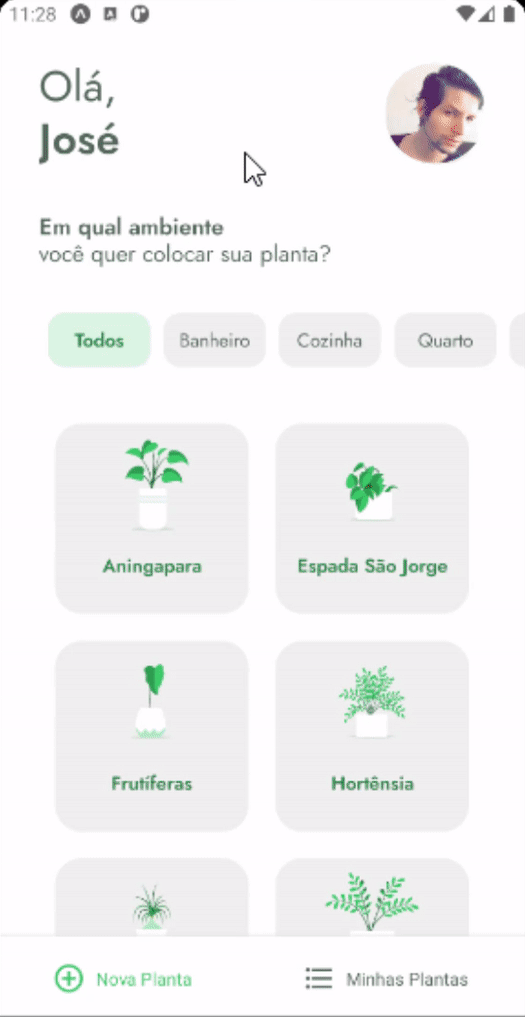 11:28
Olá,
José
Em qual ambiente
você quer colocar sua planta?
Todos Banheiro Cozinha Quarto
Aningapara Espada São Jorge
Frutíferas Hortênsia
Nova Planta Minhas Plantas